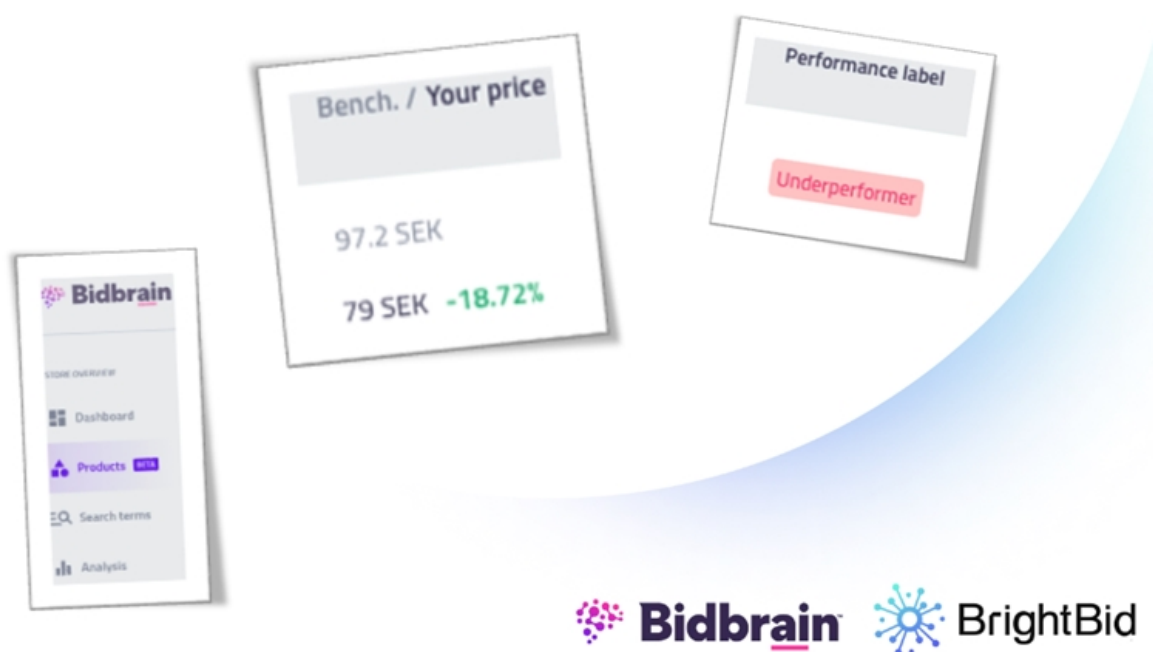 Bench. / Your price
97.2 SEK
79 SEK -18.72%
Performance label
Underperformer
Bidbrain
STORE OVERVIEW
Dashboard
Products BETA
Search terms
Analysis
Bidbrain
BrightBid